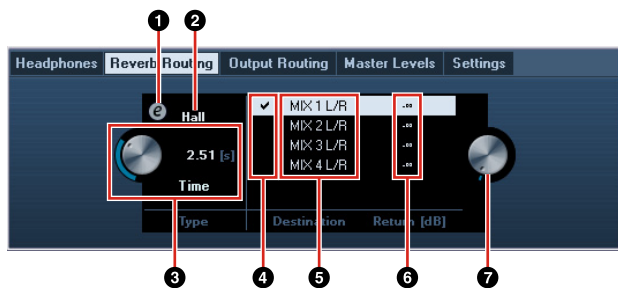 1 2
Headphones Reverb Routing Output Routing Master Levels Settings
e Hall ✓ MIX 1 L/R -∞
MIX 2 L/R -∞
2.51 [s] MIX 3 L/R -∞
MIX 4 L/R -∞
Time
Type Destination Return [dB]
3 4 5 6 7